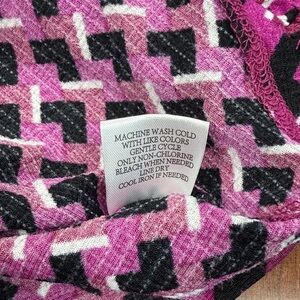 MACHINE WASH COLD
WITH LIKE COLORS
GENTLE CYCLE
ONLY NON-CHLORINE
BLEACH WHEN NEEDED
LINE DRY
COOL IRON IF NEEDED